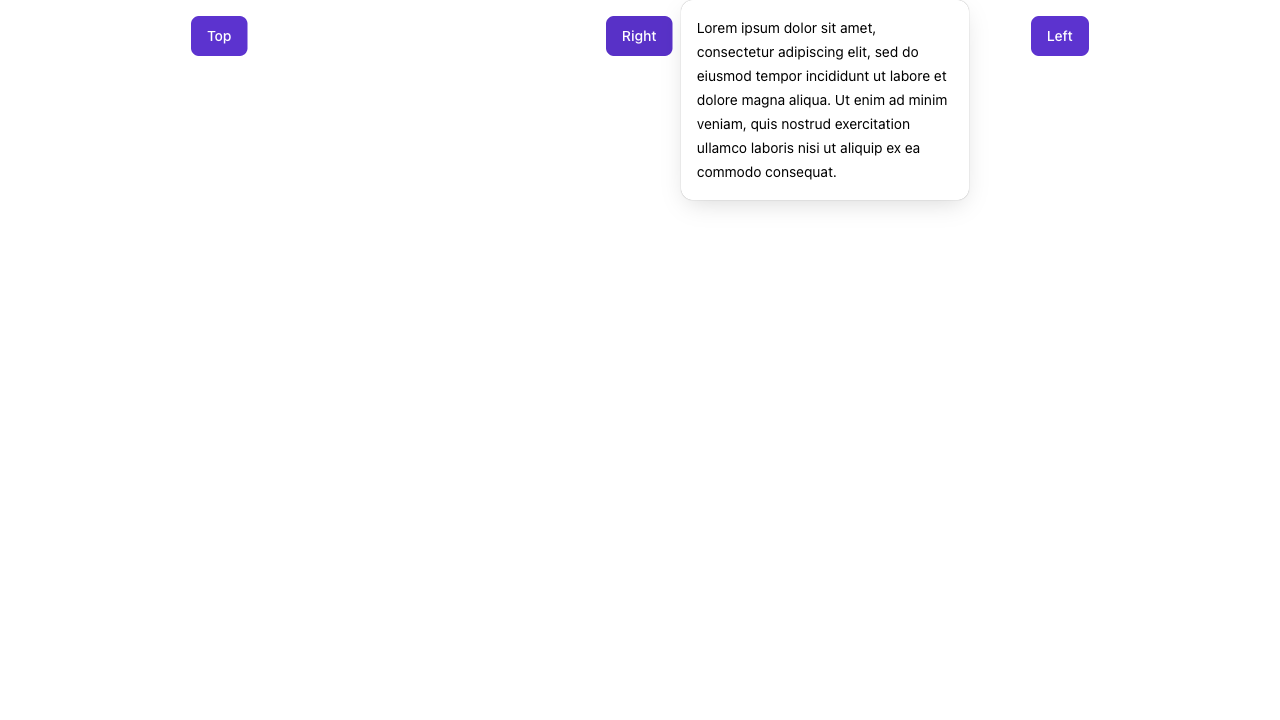 Top
Right
Lorem ipsum dolor sit amet,
consectetur adipiscing elit, sed do
eiusmod tempor incididunt ut labore et
dolore magna aliqua. Ut enim ad minim
veniam, quis nostrud exercitation
ullamco laboris nisi ut aliquip ex ea
commodo consequat.
Left